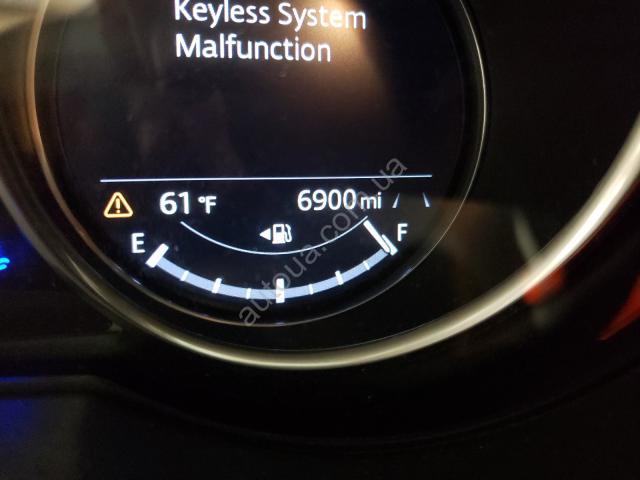 Keyless System
Malfunction
61 °F 6900 mi
E F
autoua.com.ua